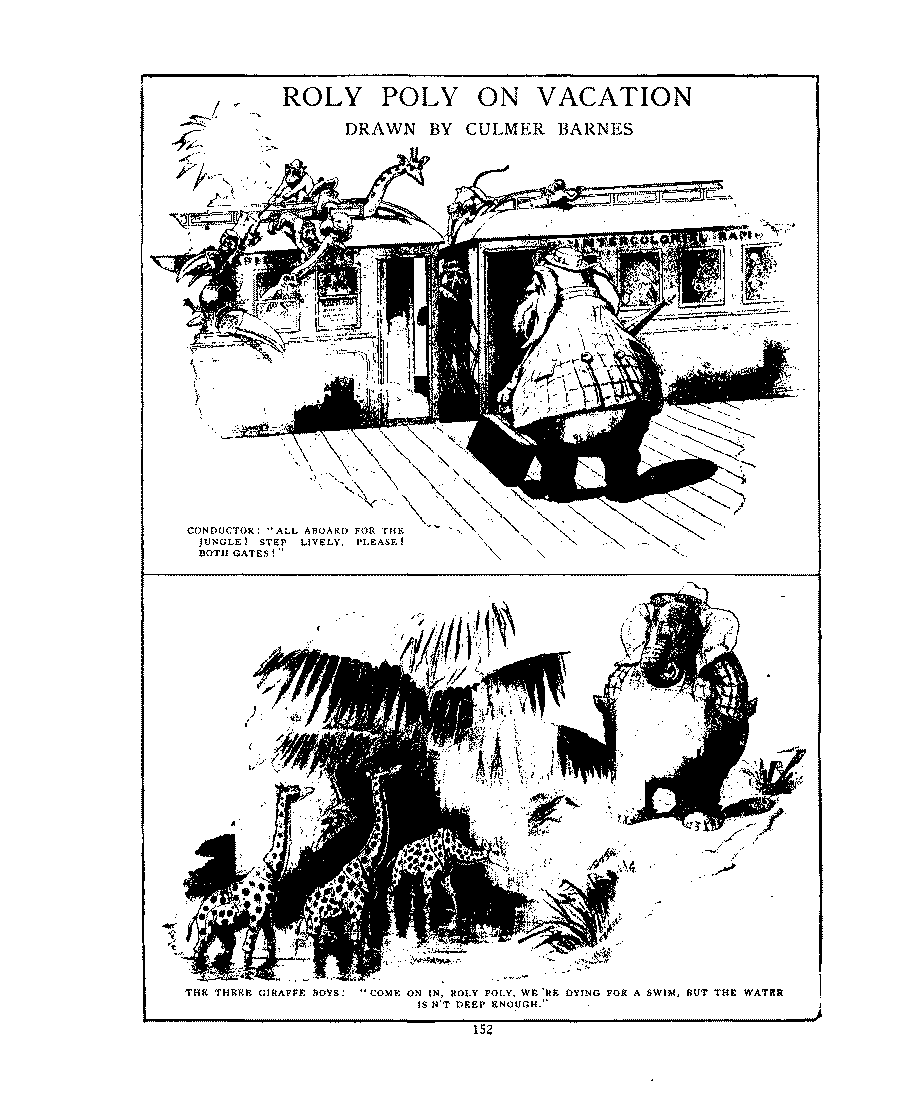 ROLY POLY ON VACATION
DRAWN BY CULMER BARNES
INTERCOLONIAL RAPI
CONDUCTOR: "ALL ABOARD FOR THE
JUNGLE! STEP LIVELY, PLEASE!
BOTH GATES!"
THE THREE GIRAFFE BOYS: "COME ON IN, ROLY POLY, WE 'RE DYING FOR A SWIM, BUT THE WATER
IS N'T DEEP ENOUGH."
152